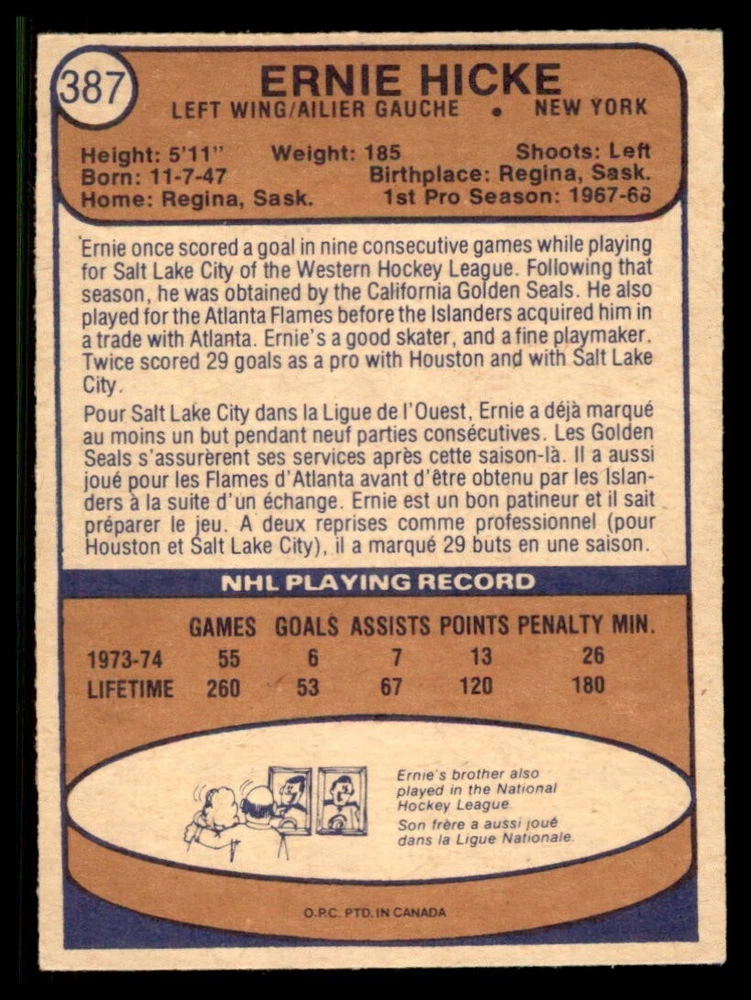 387
ERNIE HICKE
LEFT WING/AILIER GAUCHE • NEW YORK
Height: 5'11" Weight: 185 Shoots: Left
Born: 11-7-47 Birthplace: Regina, Sask.
Home: Regina, Sask. 1st Pro Season: 1967-68
Ernie once scored a goal in nine consecutive games while playing
for Salt Lake City of the Western Hockey League. Following that
season, he was obtained by the California Golden Seals. He also
played for the Atlanta Flames before the Islanders acquired him in
a trade with Atlanta. Ernie's a good skater, and a fine playmaker.
Twice scored 29 goals as a pro with Houston and with Salt Lake
City.
Pour Salt Lake City dans la Ligue de l'Ouest, Ernie a déjà marqué
au moins un but pendant neuf parties consécutives. Les Golden
Seals s'assurèrent ses services après cette saison-là. Il a aussi
joué pour les Flames d'Atlanta avant d'être obtenu par les Islan-
ders à la suite d'un échange. Ernie est un bon patineur et il sait
préparer le jeu. A deux reprises comme professionnel (pour
Houston et Salt Lake City), il a marqué 29 buts en une saison.
NHL PLAYING RECORD
GAMES GOALS ASSISTS POINTS PENALTY MIN.
1973-74 55 6 7 13 26
LIFETIME 260 53 67 120 180
Ernie's brother also
played in the National
Hockey League.
Son frère a aussi joué
dans la Ligue Nationale.
O.P.C. PTD. IN CANADA